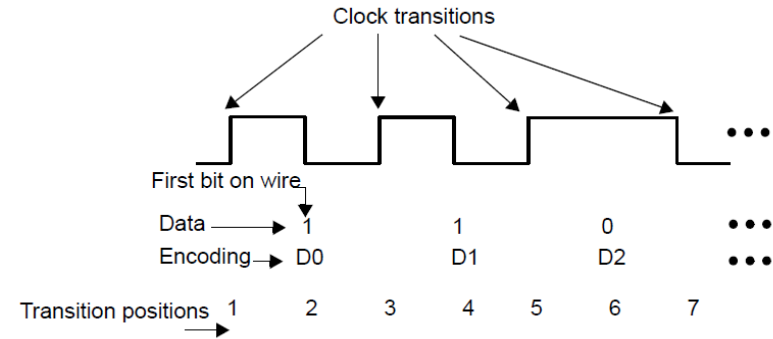 Clock transitions
•••
First bit on wire
Data 1 1 0 •••
Encoding D0 D1 D2 •••
Transition positions 1 2 3 4 5 6 7